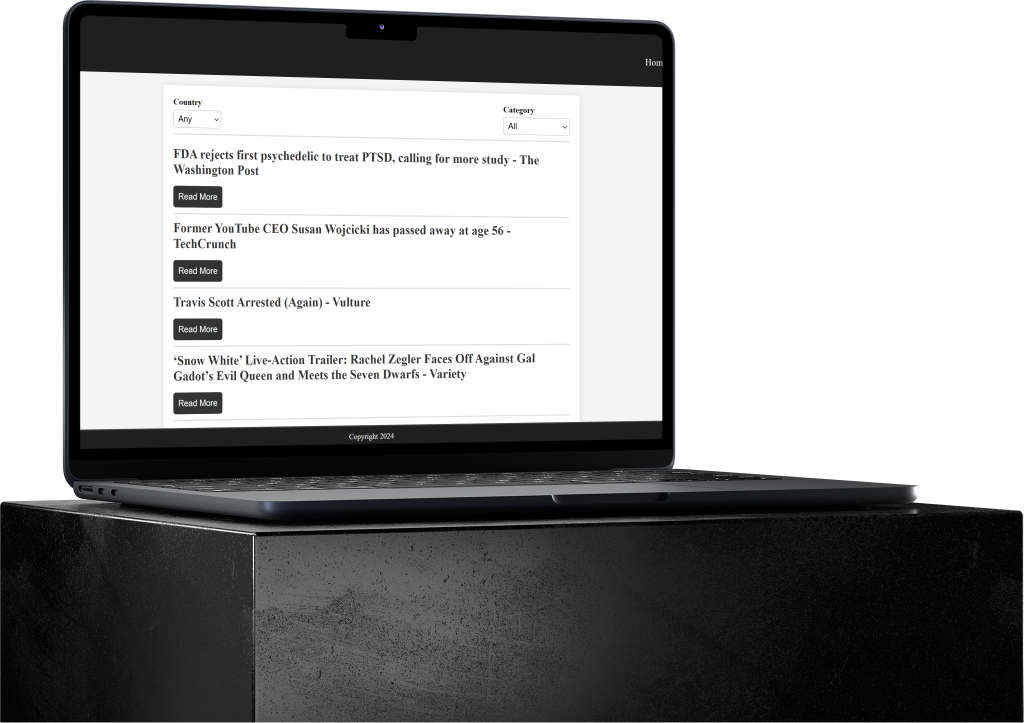 Hom
Country
Any
Category
All
FDA rejects first psychedelic to treat PTSD, calling for more study - The
Washington Post
Read More
Former YouTube CEO Susan Wojcicki has passed away at age 56 -
TechCrunch
Read More
Travis Scott Arrested (Again) - Vulture
Read More
‘Snow White’ Live-Action Trailer: Rachel Zegler Faces Off Against Gal
Gadot’s Evil Queen and Meets the Seven Dwarfs - Variety
Read More
Copyright 2024